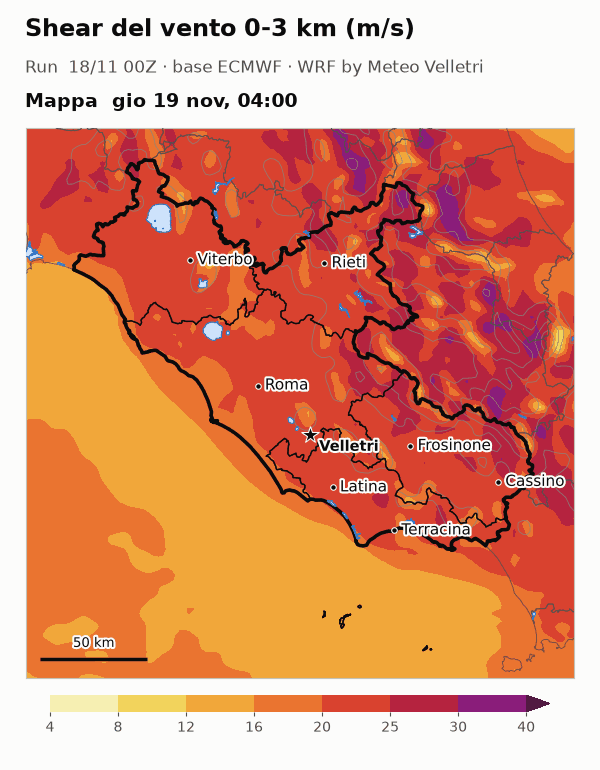 Shear del vento 0-3 km (m/s)
Run  18/11 00Z · base ECMWF · WRF by Meteo Velletri
Mappa  gio 19 nov, 04:00
Viterbo
Rieti
Roma
Velletri
Frosinone
Latina
Cassino
Terracina
50 km
4 8 12 16 20 25 30 40